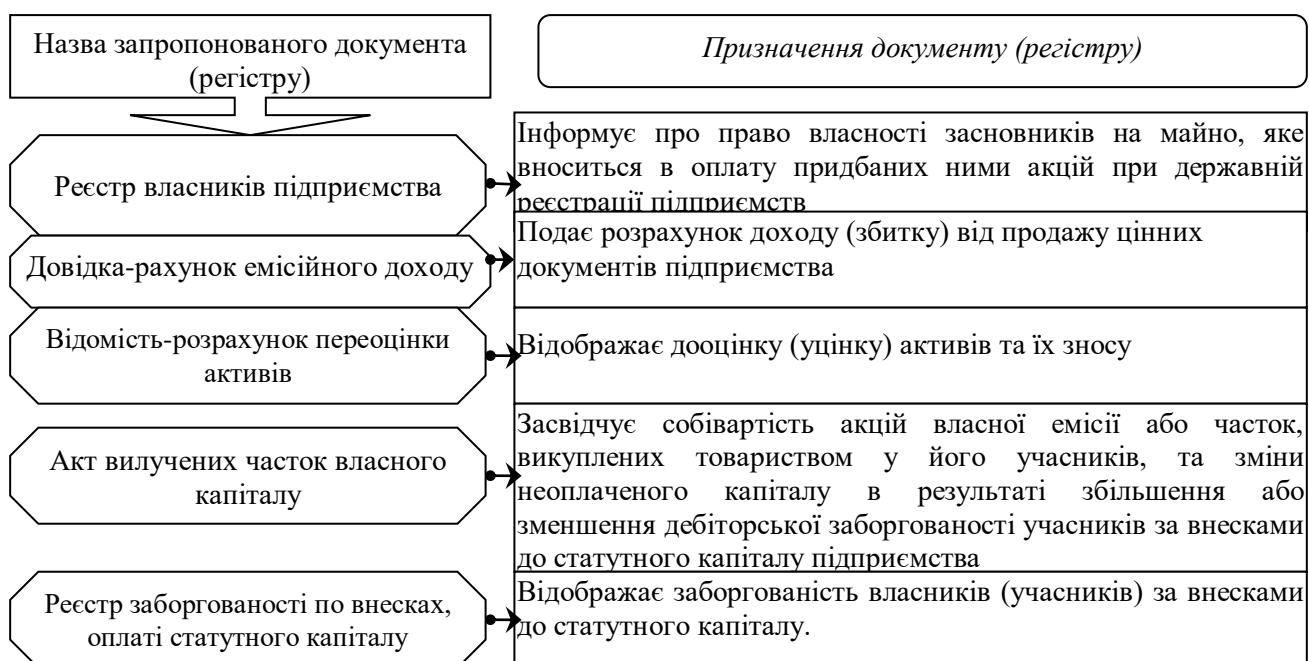 Назва запропонованого документа
(регістру)
Призначення документу (регістру)
Реєстр власників підприємства
Інформує про право власності засновників на майно, яке
вноситься в оплату придбаних ними акцій при державній
реєстрації підприємств
Довідка-рахунок емісійного доходу
Подає розрахунок доходу (збитку) від продажу цінних
документів підприємства
Відомість-розрахунок переоцінки
активів
Відображає дооцінку (уцінку) активів та їх зносу
Акт вилучених часток власного
капіталу
Засвідчує собівартість акцій власної емісії або часток,
викуплених товариством у його учасників, та зміни
неоплаченого капіталу в результаті збільшення або
зменшення дебіторської заборгованості учасників за внесками
до статутного капіталу підприємства
Реєстр заборгованості по внесках,
оплаті статутного капіталу
Відображає заборгованість власників (учасників) за внесками
до статутного капіталу.